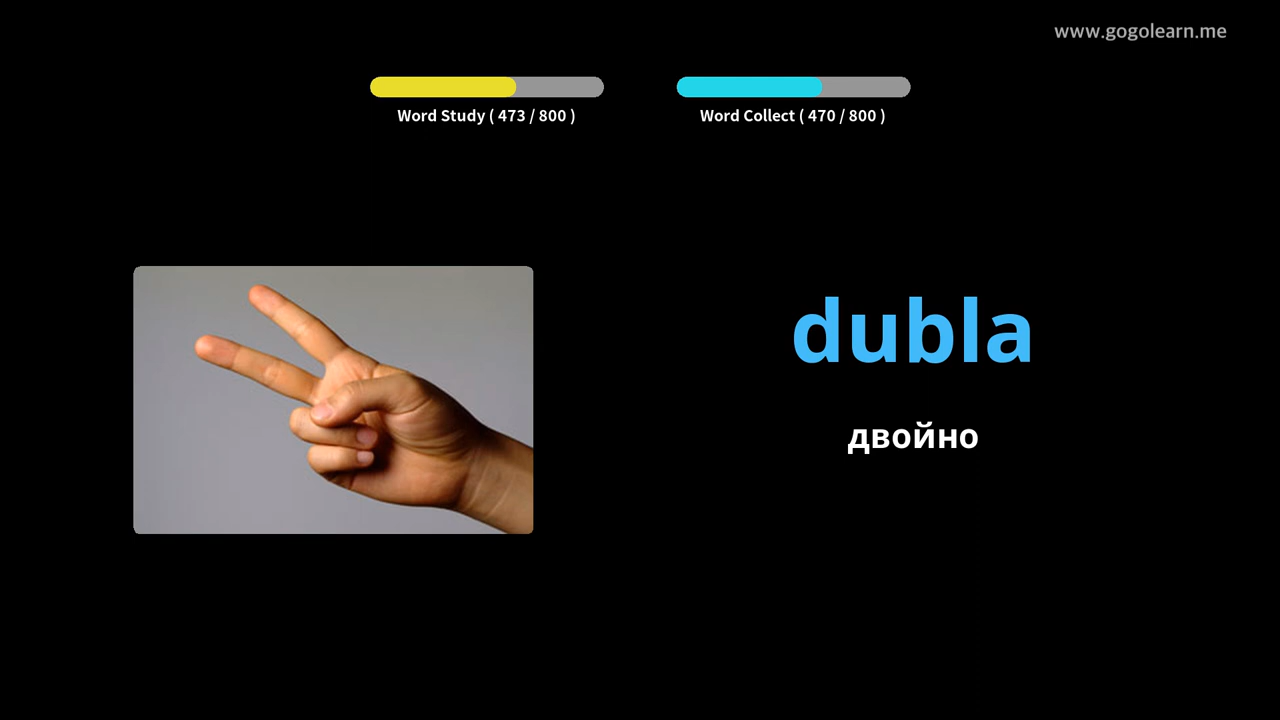 www.gogolearn.me
Word Study ( 473 / 800 )
Word Collect ( 470 / 800 )
dubla
двойно